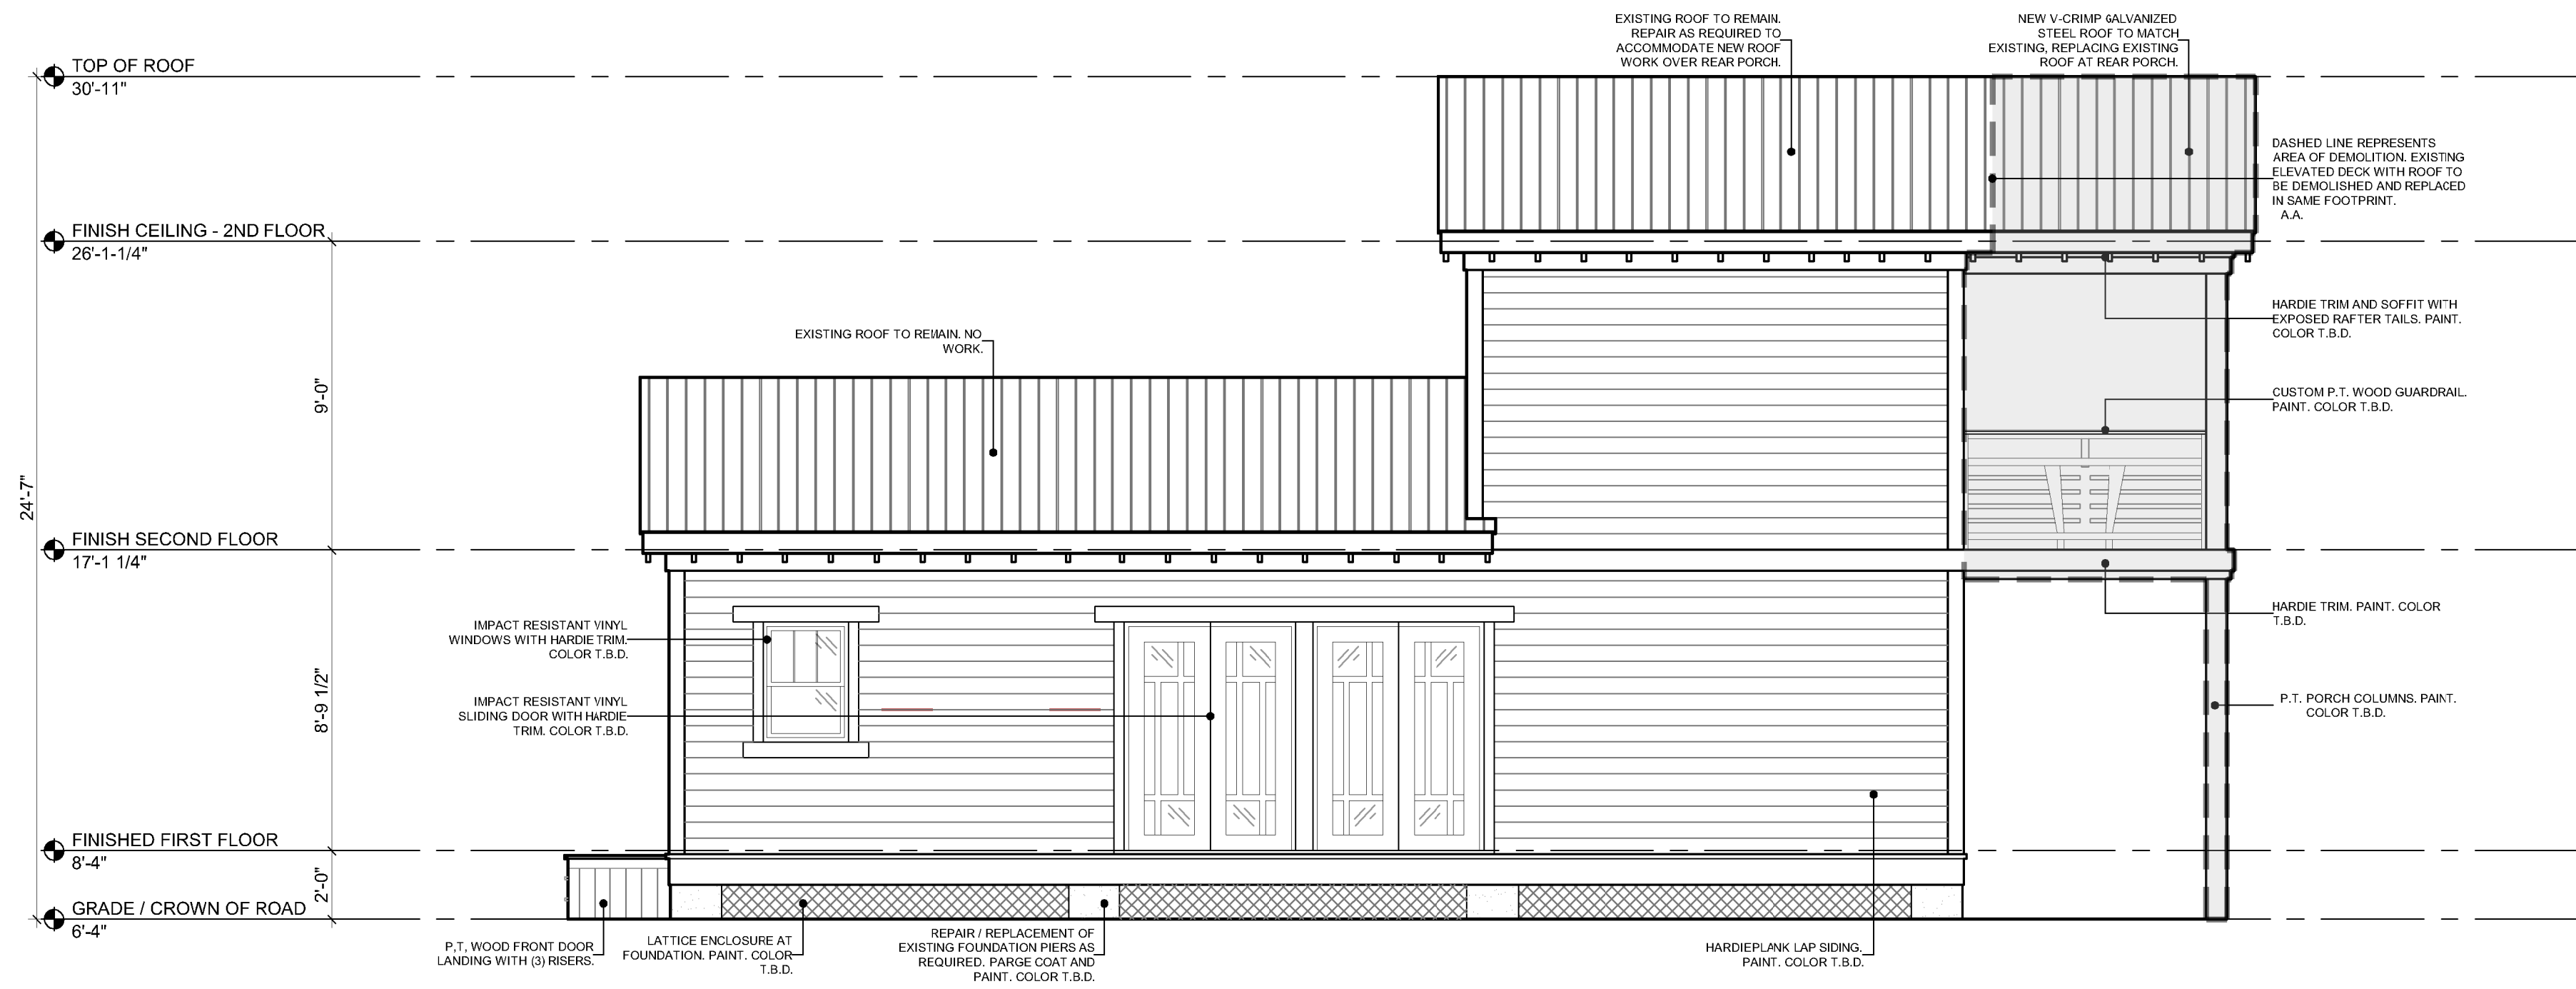 EXISTING ROOF TO REMAIN.
REPAIR AS REQUIRED TO
ACCOMMODATE NEW ROOF
WORK OVER REAR PORCH.
NEW V-CRIMP GALVANIZED
STEEL ROOF TO MATCH
EXISTING, REPLACING EXISTING
ROOF AT REAR PORCH.
TOP OF ROOF
30'-11"
DASHED LINE REPRESENTS
AREA OF DEMOLITION. EXISTING
ELEVATED DECK WITH ROOF TO
BE DEMOLISHED AND REPLACED
IN SAME FOOTPRINT.
A.A.
FINISH CEILING - 2ND FLOOR
26'-1-1/4"
HARDIE TRIM AND SOFFIT WITH
EXPOSED RAFTER TAILS. PAINT.
COLOR T.B.D.
EXISTING ROOF TO REMAIN. NO
WORK.
9'-0"
CUSTOM P.T. WOOD GUARDRAIL.
PAINT. COLOR T.B.D.
24'-7"
FINISH SECOND FLOOR
17'-1 1/4"
HARDIE TRIM. PAINT. COLOR
T.B.D.
IMPACT RESISTANT VINYL
WINDOWS WITH HARDIE TRIM.
COLOR T.B.D.
8'-9 1/2"
IMPACT RESISTANT VINYL
SLIDING DOOR WITH HARDIE
TRIM. COLOR T.B.D.
P.T. PORCH COLUMNS. PAINT.
COLOR T.B.D.
FINISHED FIRST FLOOR
8'-4"
2'-0"
GRADE / CROWN OF ROAD
6'-4"
P,T, WOOD FRONT DOOR
LANDING WITH (3) RISERS.
LATTICE ENCLOSURE AT
FOUNDATION. PAINT. COLOR
T.B.D.
REPAIR / REPLACEMENT OF
EXISTING FOUNDATION PIERS AS
REQUIRED. PARGE COAT AND
PAINT. COLOR T.B.D.
HARDIEPLANK LAP SIDING.
PAINT. COLOR T.B.D.